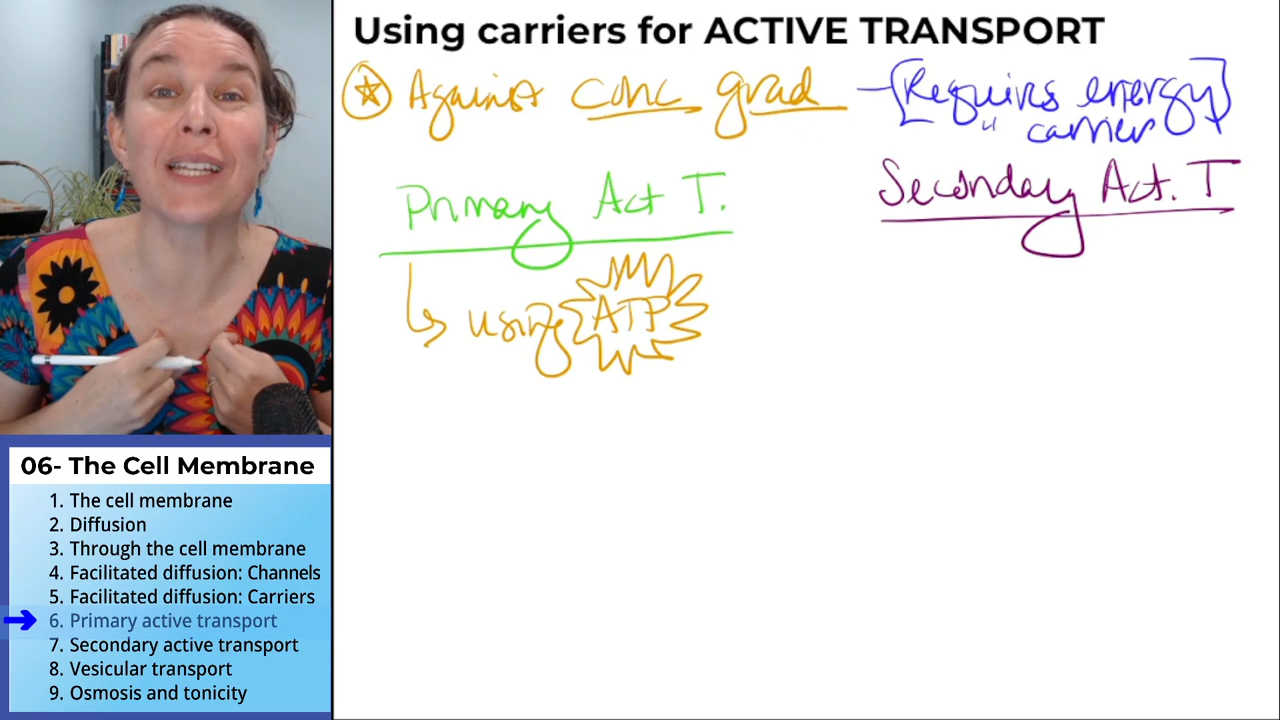 Using carriers for ACTIVE TRANSPORT
Against conc grad - [Requires energy]
" carrier
Primary Act T.
Seconday Act. T
↳ using ATP
06- The Cell Membrane
1. The cell membrane
2. Diffusion
3. Through the cell membrane
4. Facilitated diffusion: Channels
5. Facilitated diffusion: Carriers
6. Primary active transport
7. Secondary active transport
8. Vesicular transport
9. Osmosis and tonicity